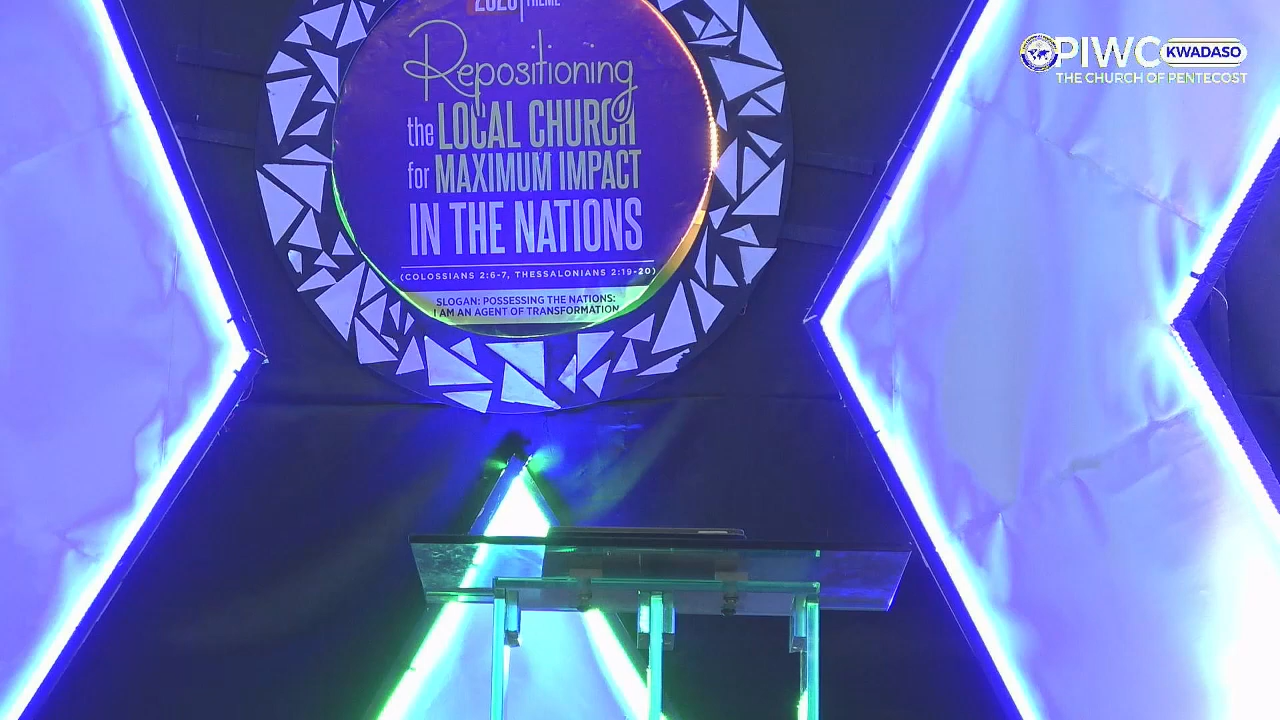 THEME
Repositioning
the LOCAL CHURCH
for MAXIMUM IMPACT
IN THE NATIONS
(COLOSSIANS 2:6-7, THESSALONIANS 2:19-20)
SLOGAN: POSSESSING THE NATIONS:
I AM AN AGENT OF TRANSFORMATION
PIWC KWADASO
THE CHURCH OF PENTECOST